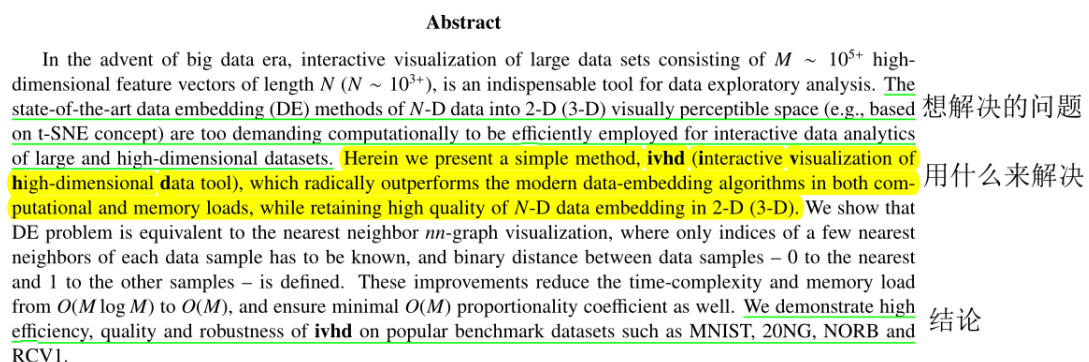 Abstract
In the advent of big data era, interactive visualization of large data sets consisting of M ∼ 10⁵⁺ high-
dimensional feature vectors of length N (N ∼ 10³⁺), is an indispensable tool for data exploratory analysis. The
state-of-the-art data embedding (DE) methods of N-D data into 2-D (3-D) visually perceptible space (e.g., based
想解决的问题
on t-SNE concept) are too demanding computationally to be efficiently employed for interactive data analytics
of large and high-dimensional datasets. Herein we present a simple method, ivhd (interactive visualization of
high-dimensional data tool), which radically outperforms the modern data-embedding algorithms in both com-
用什么来解决
putational and memory loads, while retaining high quality of N-D data embedding in 2-D (3-D). We show that
DE problem is equivalent to the nearest neighbor nn-graph visualization, where only indices of a few nearest
neighbors of each data sample has to be known, and binary distance between data samples – 0 to the nearest
and 1 to the other samples – is defined. These improvements reduce the time-complexity and memory load
from O(M log M) to O(M), and ensure minimal O(M) proportionality coefficient as well. We demonstrate high
结论
efficiency, quality and robustness of ivhd on popular benchmark datasets such as MNIST, 20NG, NORB and
RCV1.